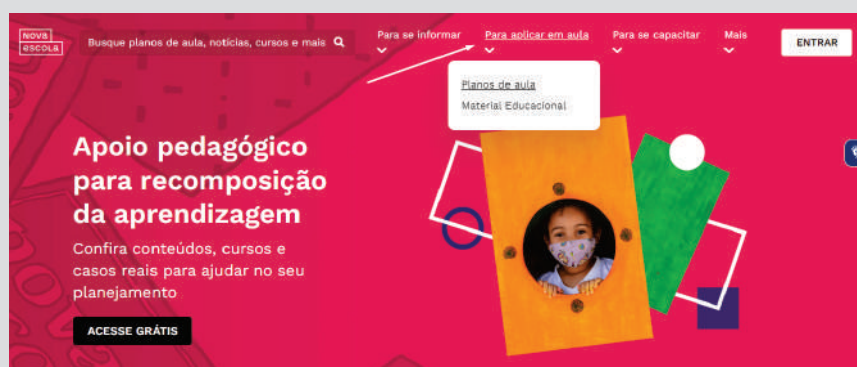 NOVA
ESCOLA
Busque planos de aula, notícias, cursos e mais
Para se informar
Para aplicar em aula
Para se capacitar
Mais
ENTRAR
Planos de aula
Material Educacional
Apoio pedagógico
para recomposição
da aprendizagem
Confira conteúdos, cursos e
casos reais para ajudar no seu
planejamento
ACESSE GRÁTIS